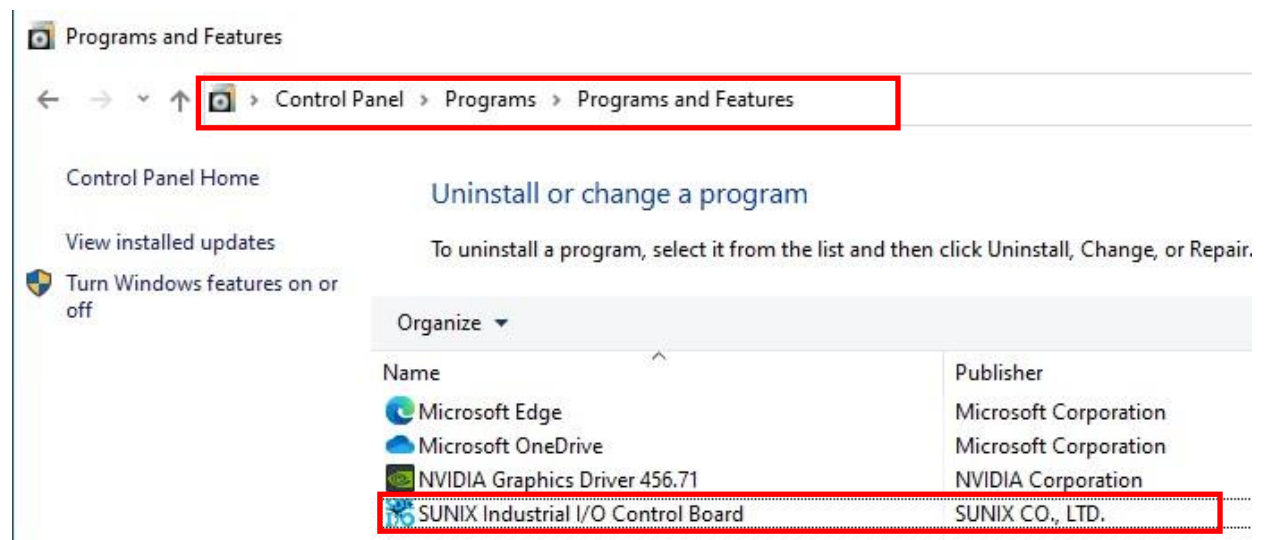 Programs and Features
Control Panel > Programs > Programs and Features
Control Panel Home
View installed updates
Turn Windows features on or
off
Uninstall or change a program
To uninstall a program, select it from the list and then click Uninstall, Change, or Repair.
Organize
Name Publisher
Microsoft Edge Microsoft Corporation
Microsoft OneDrive Microsoft Corporation
NVIDIA Graphics Driver 456.71 NVIDIA Corporation
SUNIX Industrial I/O Control Board SUNIX CO., LTD.